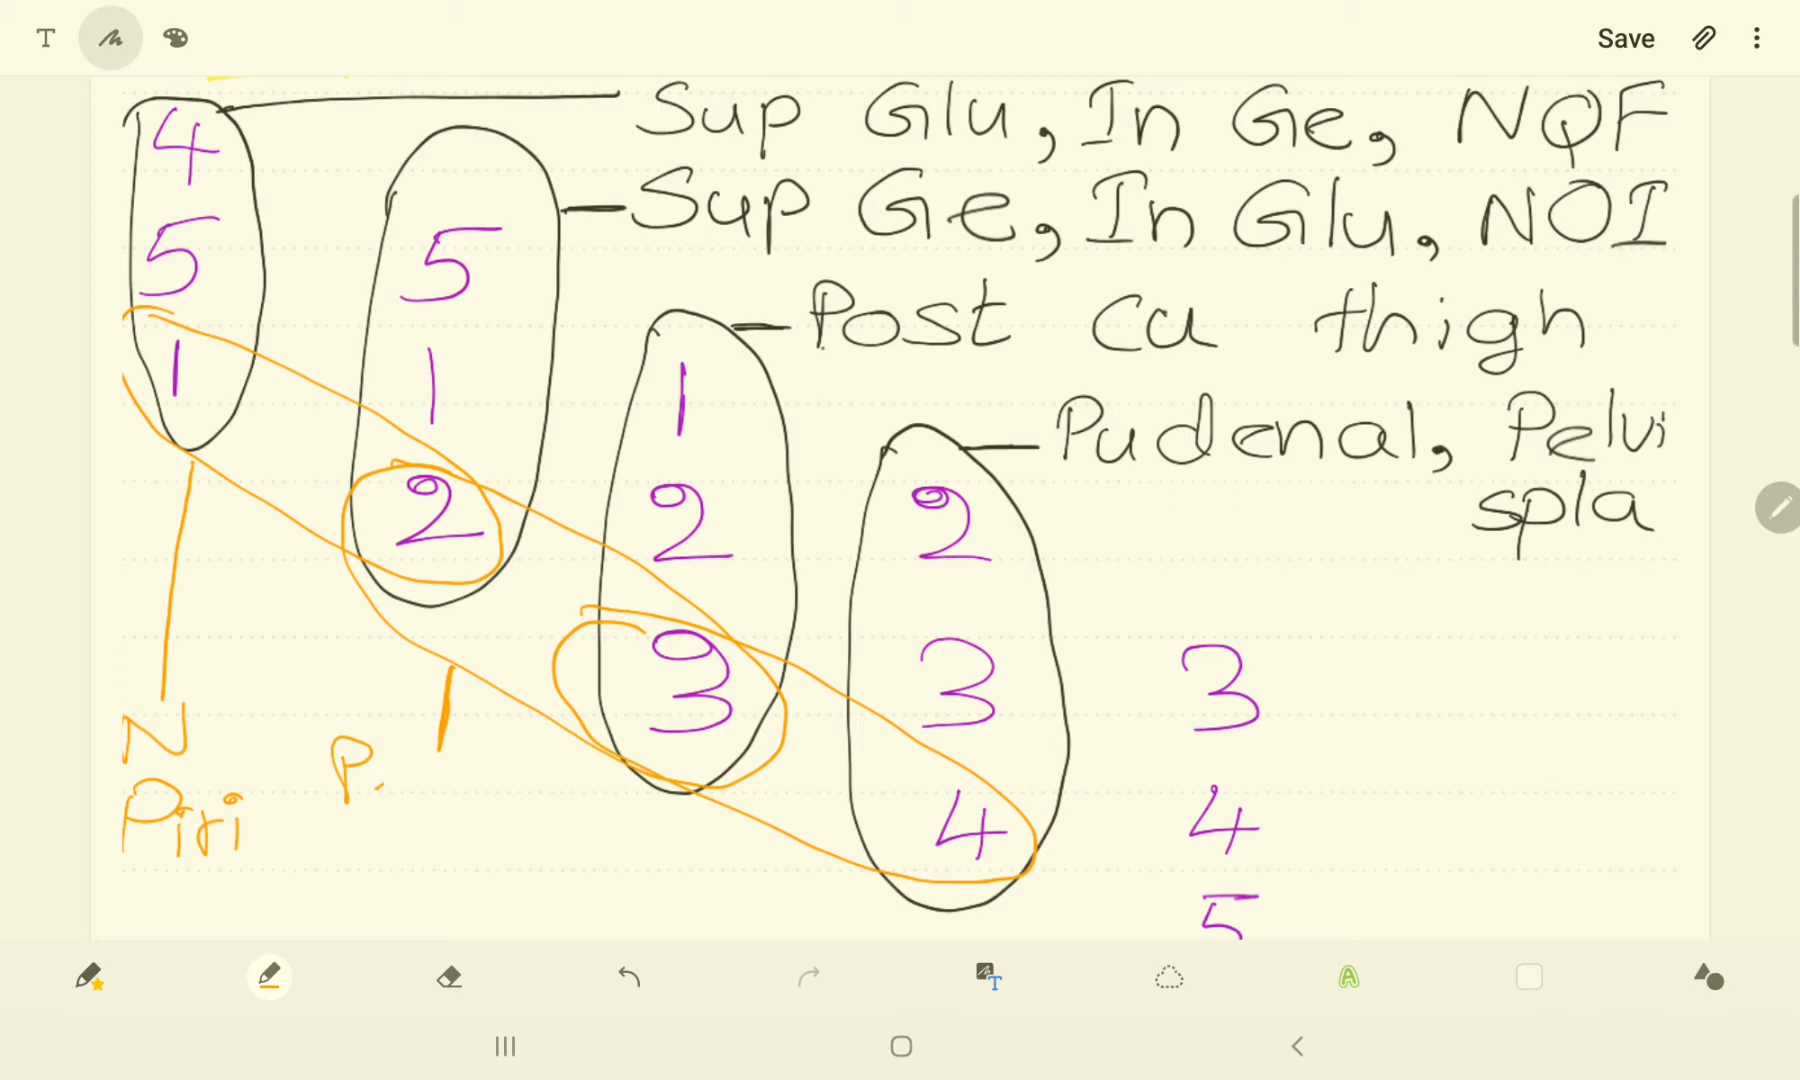 T Save
Sup Glu, In Ge, NQF
4
Sup Ge, In Glu, NOI
5 5
Post cu thigh
1 1 1
Pudenal, Pelvi
2 2 2 spla
3 3 3
N P.
Piri 4 4
5